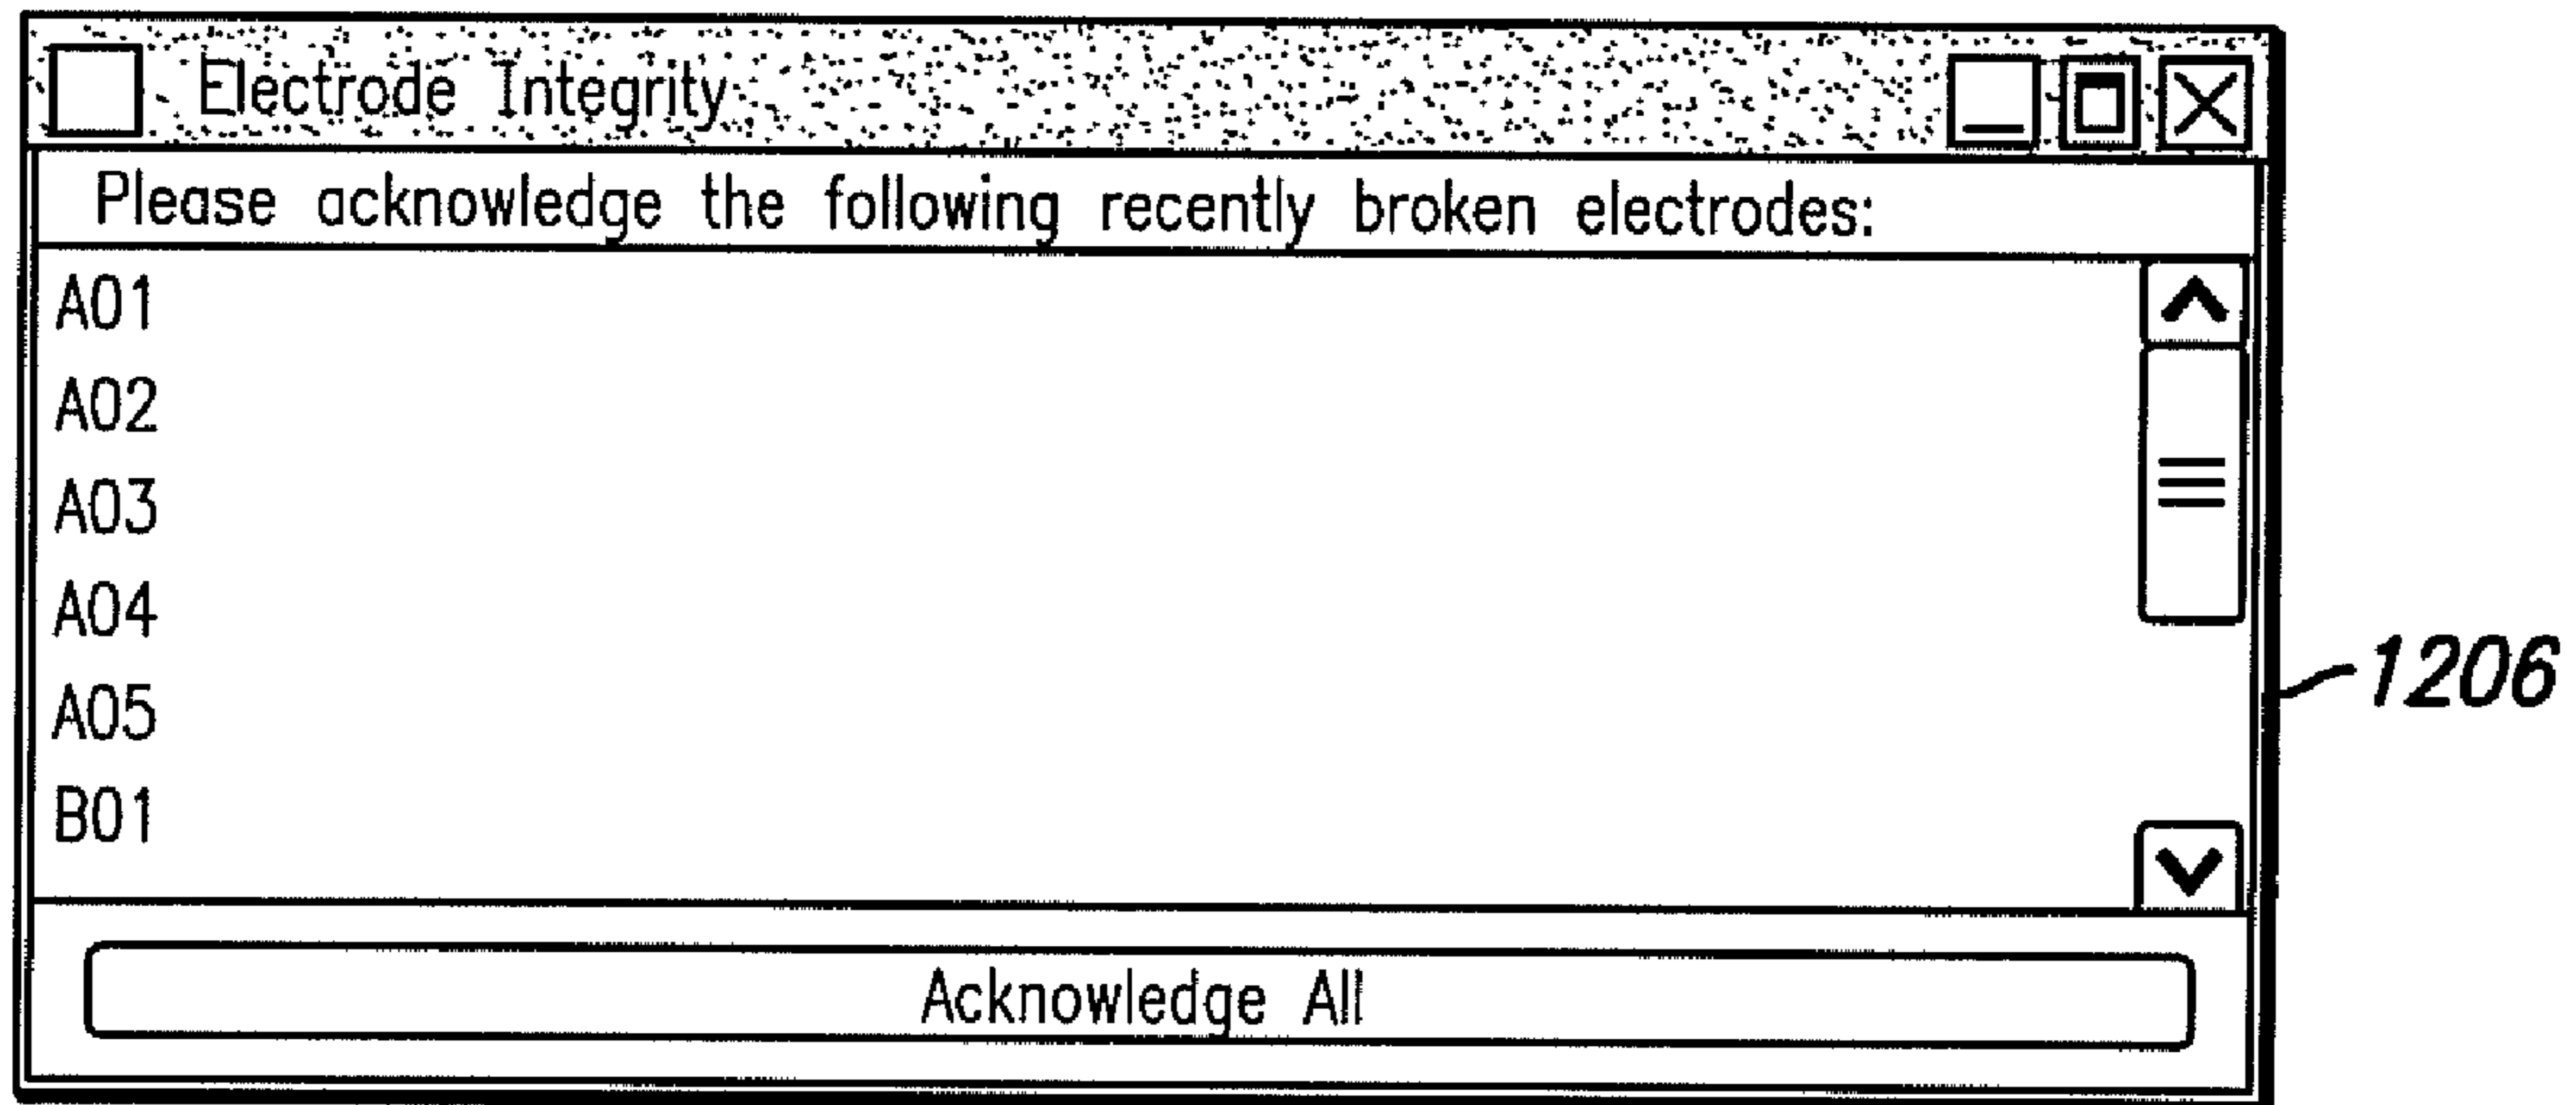 Electrode Integrity
Please acknowledge the following recently broken electrodes:
A01
A02
A03
A04
A05
B01
1206
Acknowledge All